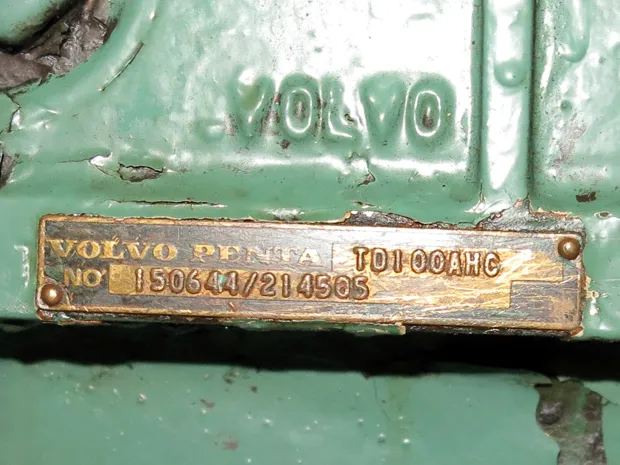 VOLVO
VOLVO PENTA TD100AHC
NO 150644/214505